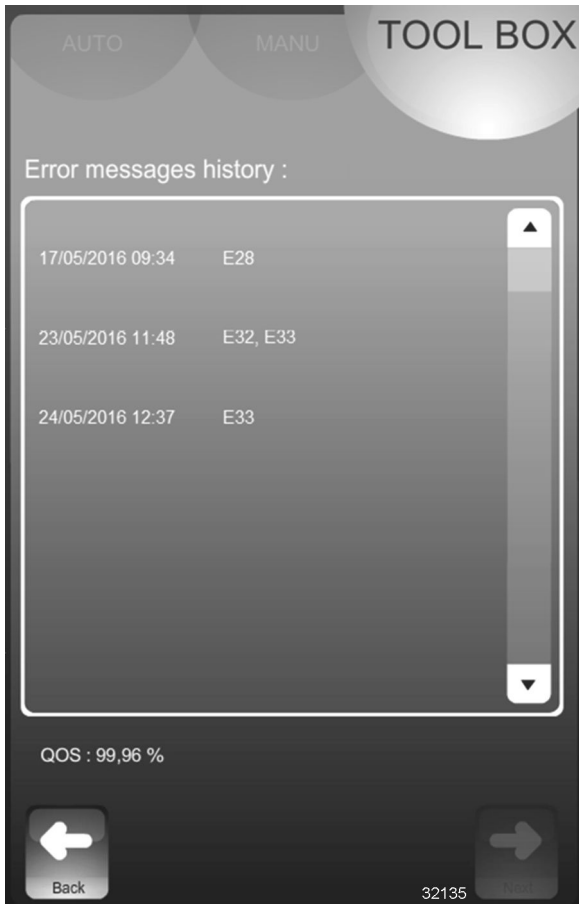 AUTO MANU TOOL BOX
Error messages history :
17/05/2016 09:34 E28
23/05/2016 11:48 E32, E33
24/05/2016 12:37 E33
QOS : 99,96 %
Back 32135 Next